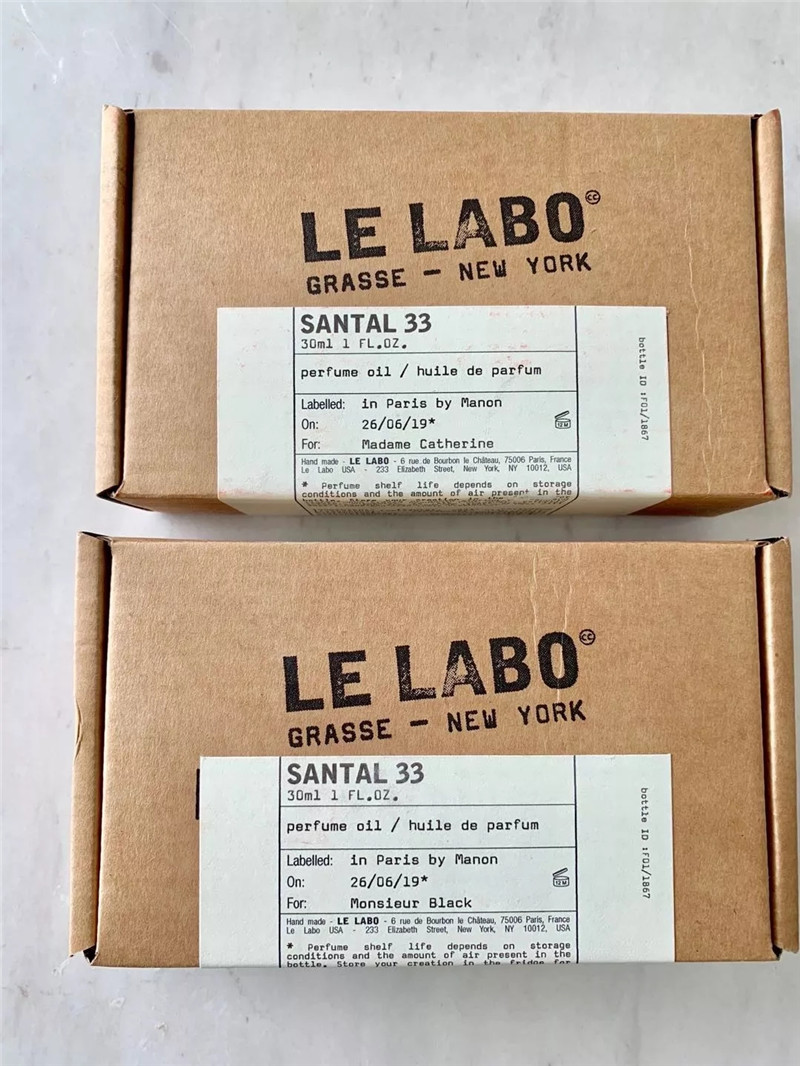 LE LABO
GRASSE — NEW YORK
SANTAL 33
30ml 1 FL.OZ.
perfume oil / huile de parfum
Labelled: in Paris by Manon
On: 26/06/19*
For: Madame Catherine
12M
bottle ID :F01/1867
Hand made - LE LABO - 6 rue de Bourbon le Château, 75006 Paris, France
Le Labo USA - 233 Elizabeth Street, New York, NY 10012, USA
* Perfume shelf life depends on storage
conditions and the amount of air present in the
LE LABO
GRASSE — NEW YORK
SANTAL 33
30ml 1 FL.OZ.
perfume oil / huile de parfum
Labelled: in Paris by Manon
On: 26/06/19*
For: Monsieur Black
12M
bottle ID :F01/1867
Hand made - LE LABO - 6 rue de Bourbon le Château, 75006 Paris, France
Le Labo USA - 233 Elizabeth Street, New York, NY 10012, USA
* Perfume shelf life depends on storage
conditions and the amount of air present in the
bottle. Store your creation in the fridge for